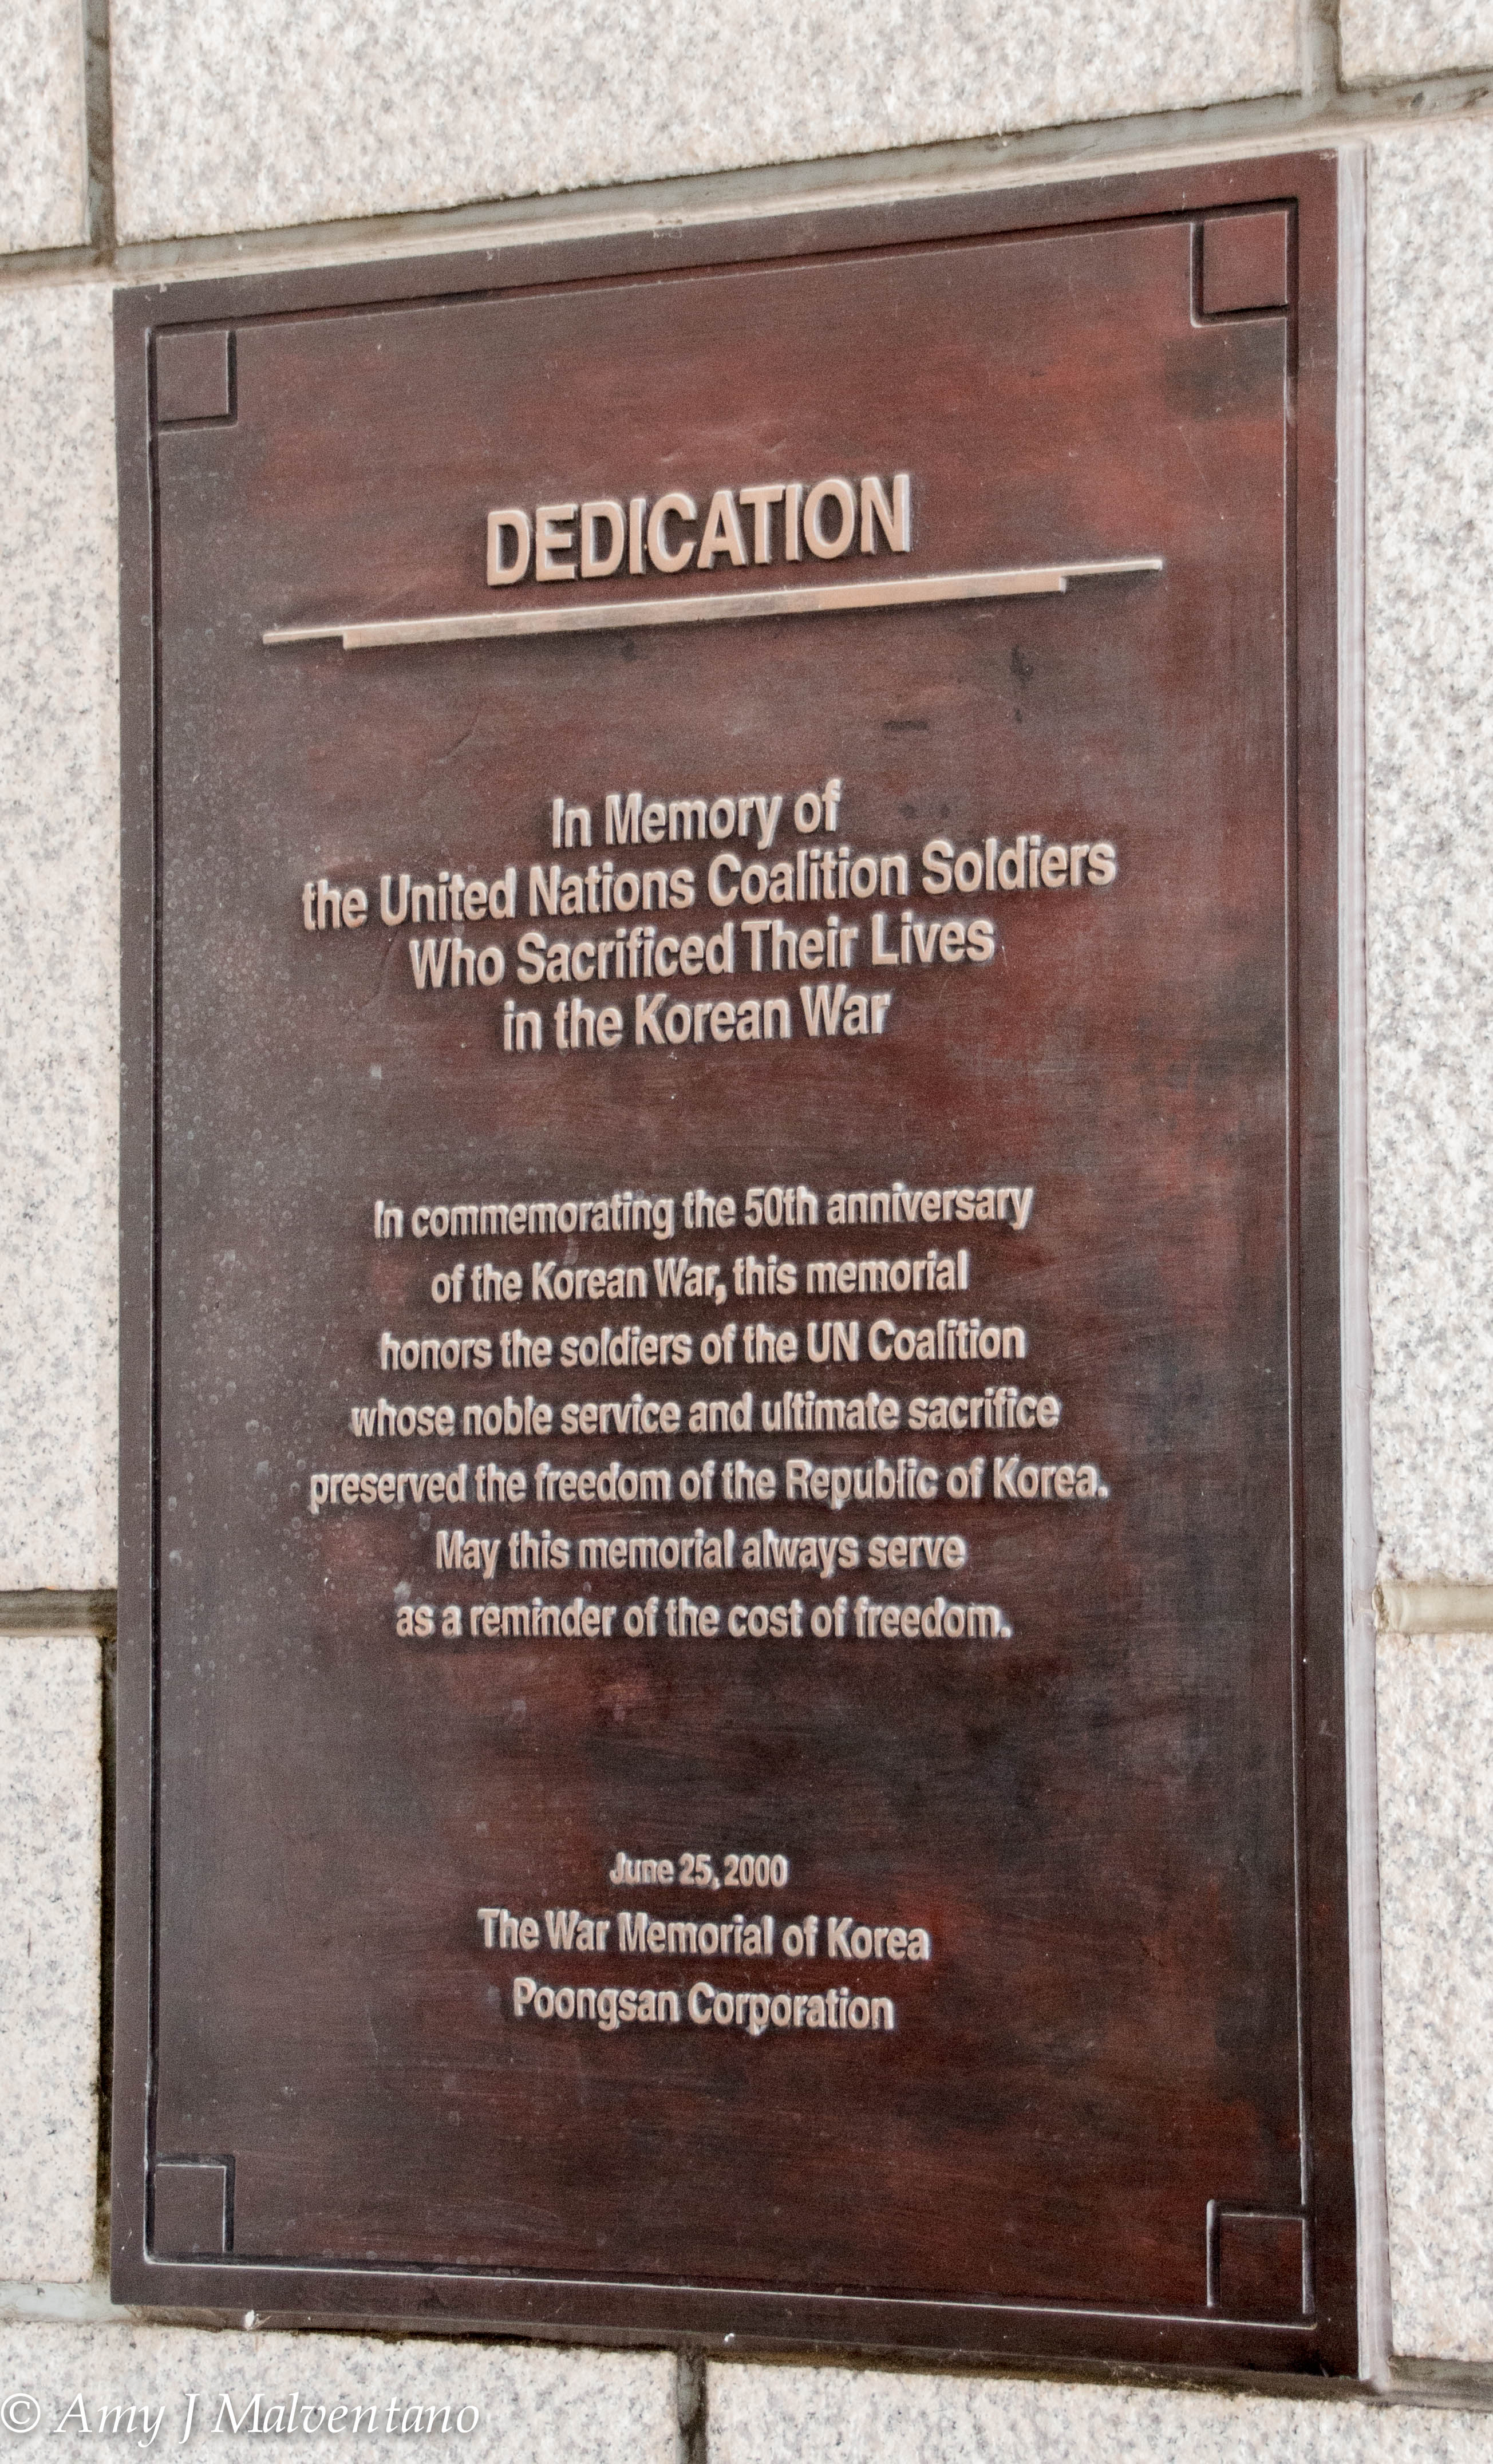 DEDICATION
In Memory of
the United Nations Coalition Soldiers
Who Sacrificed Their Lives
in the Korean War
In commemorating the 50th anniversary
of the Korean War, this memorial
honors the soldiers of the UN Coalition
whose noble service and ultimate sacrifice
preserved the freedom of the Republic of Korea.
May this memorial always serve
as a reminder of the cost of freedom.
June 25, 2000
The War Memorial of Korea
Poongsan Corporation
© Amy J Malventano